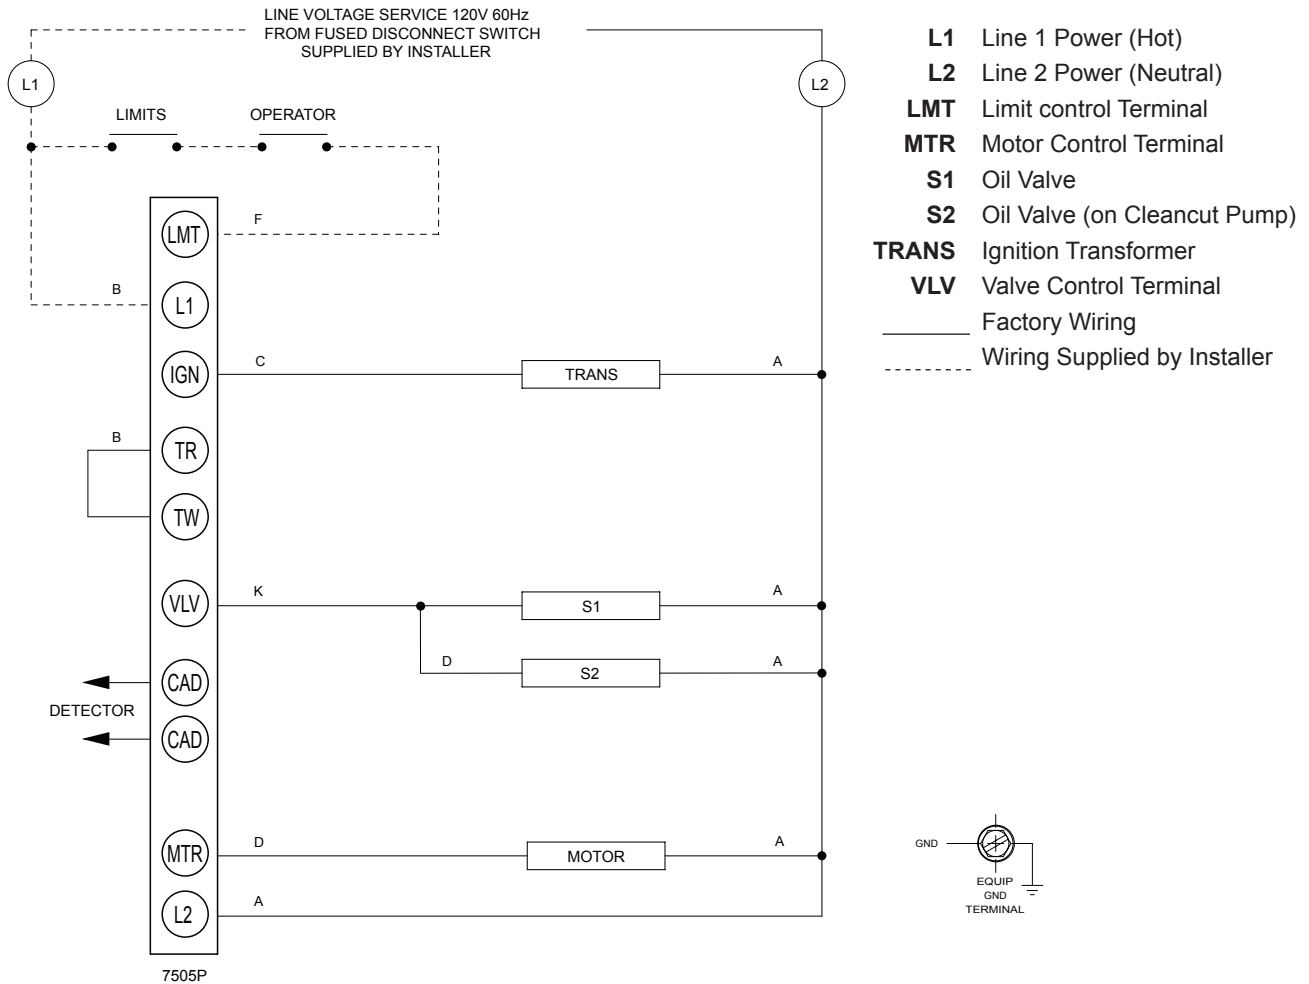 LINE VOLTAGE SERVICE 120V 60Hz
FROM FUSED DISCONNECT SWITCH
SUPPLIED BY INSTALLER
L1
L2
LIMITS
OPERATOR
LMT
F
B
L1
IGN
C
TRANS
A
B
TR
TW
VLV
K
S1
A
D
S2
A
CAD
DETECTOR
CAD
MTR
D
MOTOR
A
L2
A
7505P
L1 Line 1 Power (Hot)
L2 Line 2 Power (Neutral)
LMT Limit control Terminal
MTR Motor Control Terminal
S1 Oil Valve
S2 Oil Valve (on Cleancut Pump)
TRANS Ignition Transformer
VLV Valve Control Terminal
Factory Wiring
Wiring Supplied by Installer
GND
EQUIP
GND
TERMINAL